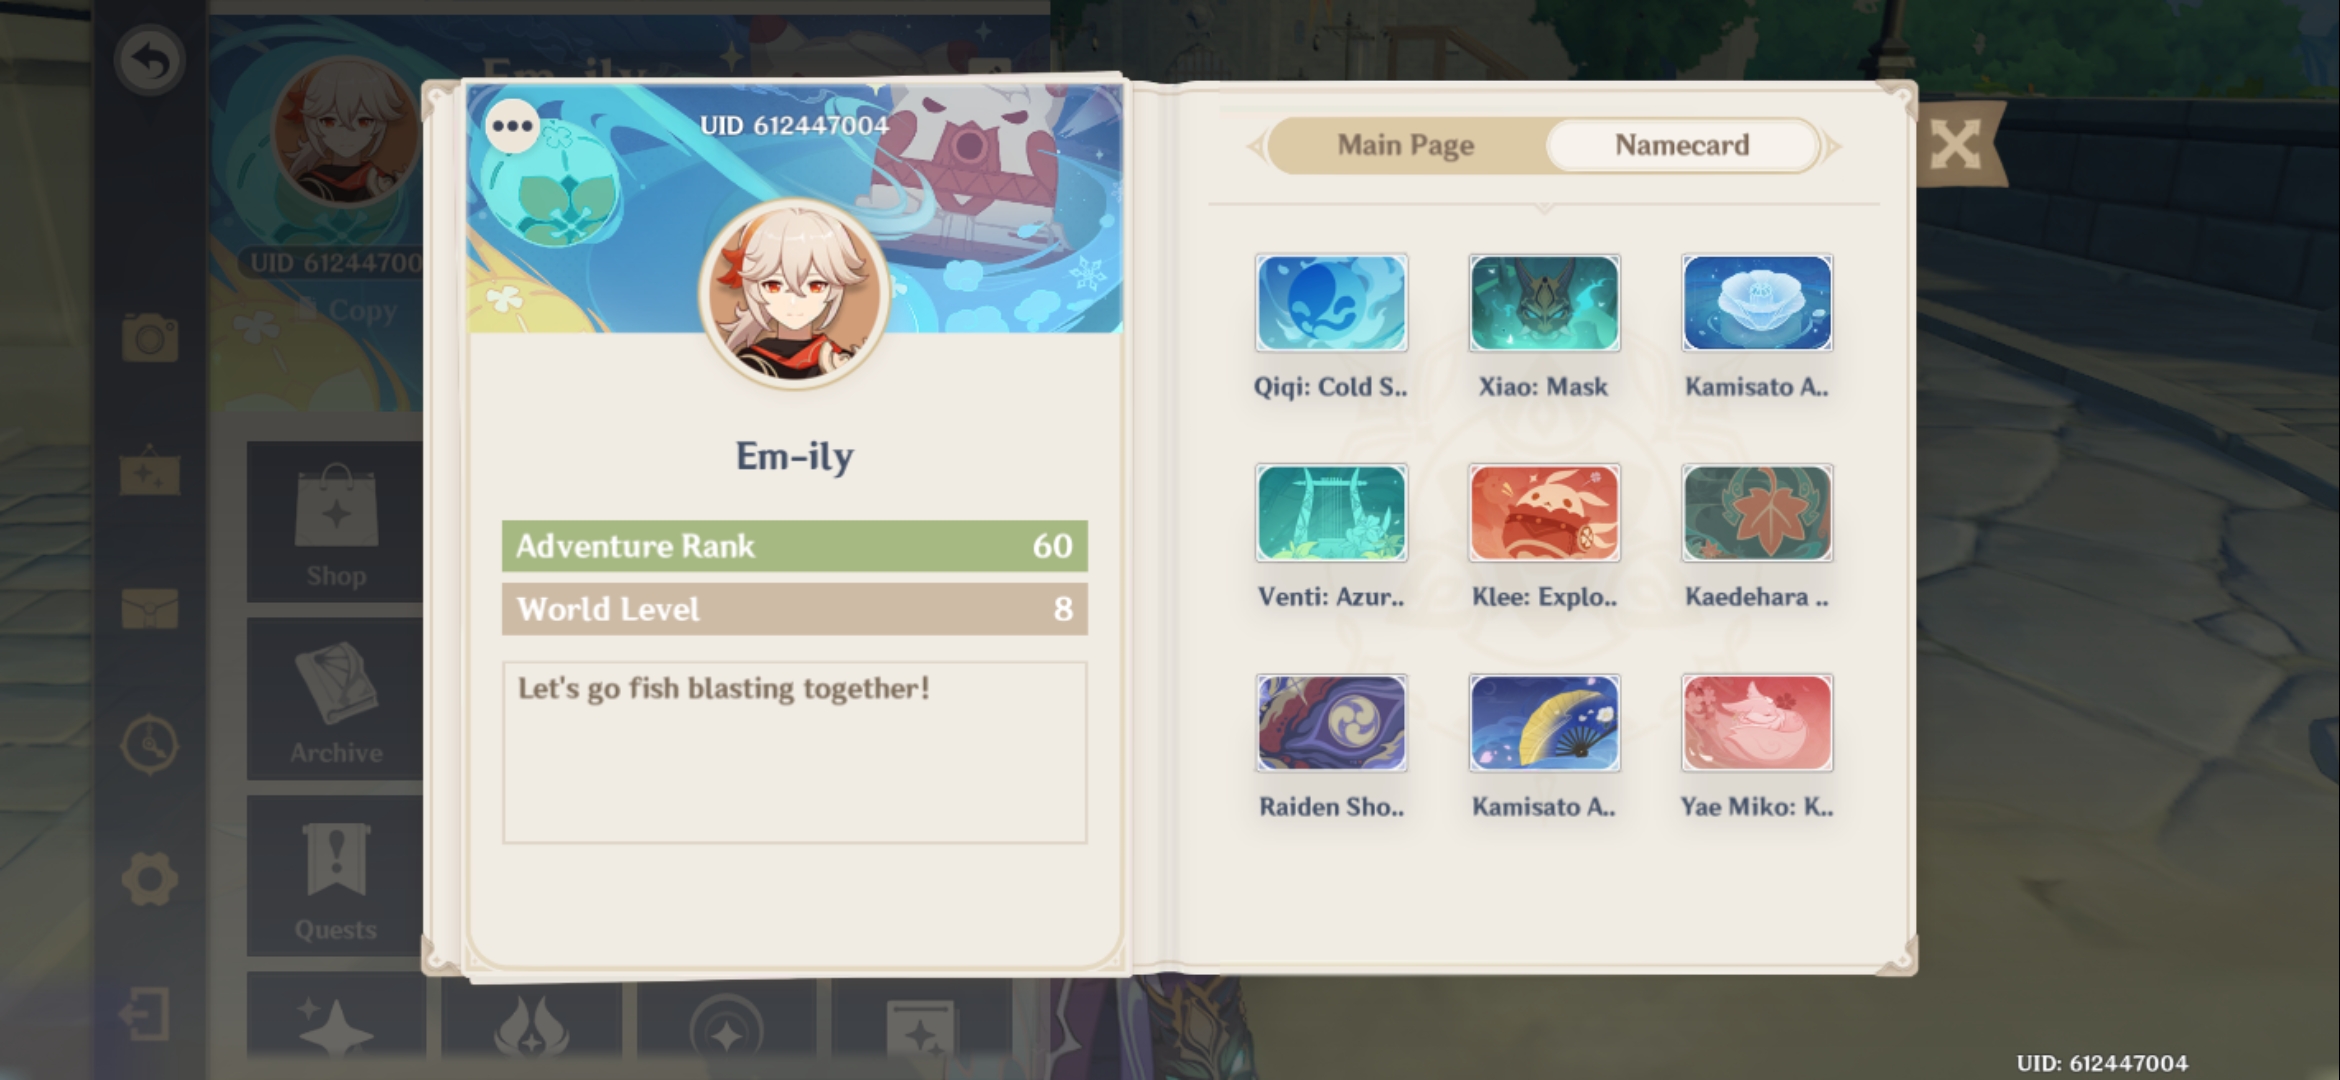 Em-ily
UID 61244700
Copy
Shop
Archive
Quests
UID 612447004
Em-ily
Adventure Rank 60
World Level 8
Let's go fish blasting together!
Main Page Namecard
Qiqi: Cold S.. Xiao: Mask Kamisato A..
Venti: Azur.. Klee: Explo.. Kaedehara ..
Raiden Sho.. Kamisato A.. Yae Miko: K..
UID: 612447004